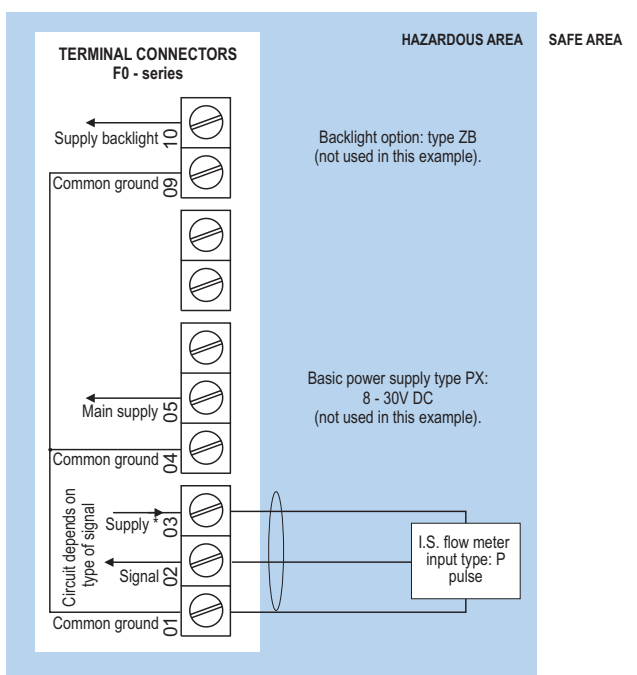 HAZARDOUS AREA
SAFE AREA
TERMINAL CONNECTORS
F0 - series
Supply backlight
10
Backlight option: type ZB
(not used in this example).
Common ground
09
Basic power supply type PX:
8 - 30V DC
(not used in this example).
Main supply
05
Common ground
04
Circuit depends on
type of signal
Supply *
03
Signal
02
Common ground
01
I.S. flow meter
input type: P
pulse